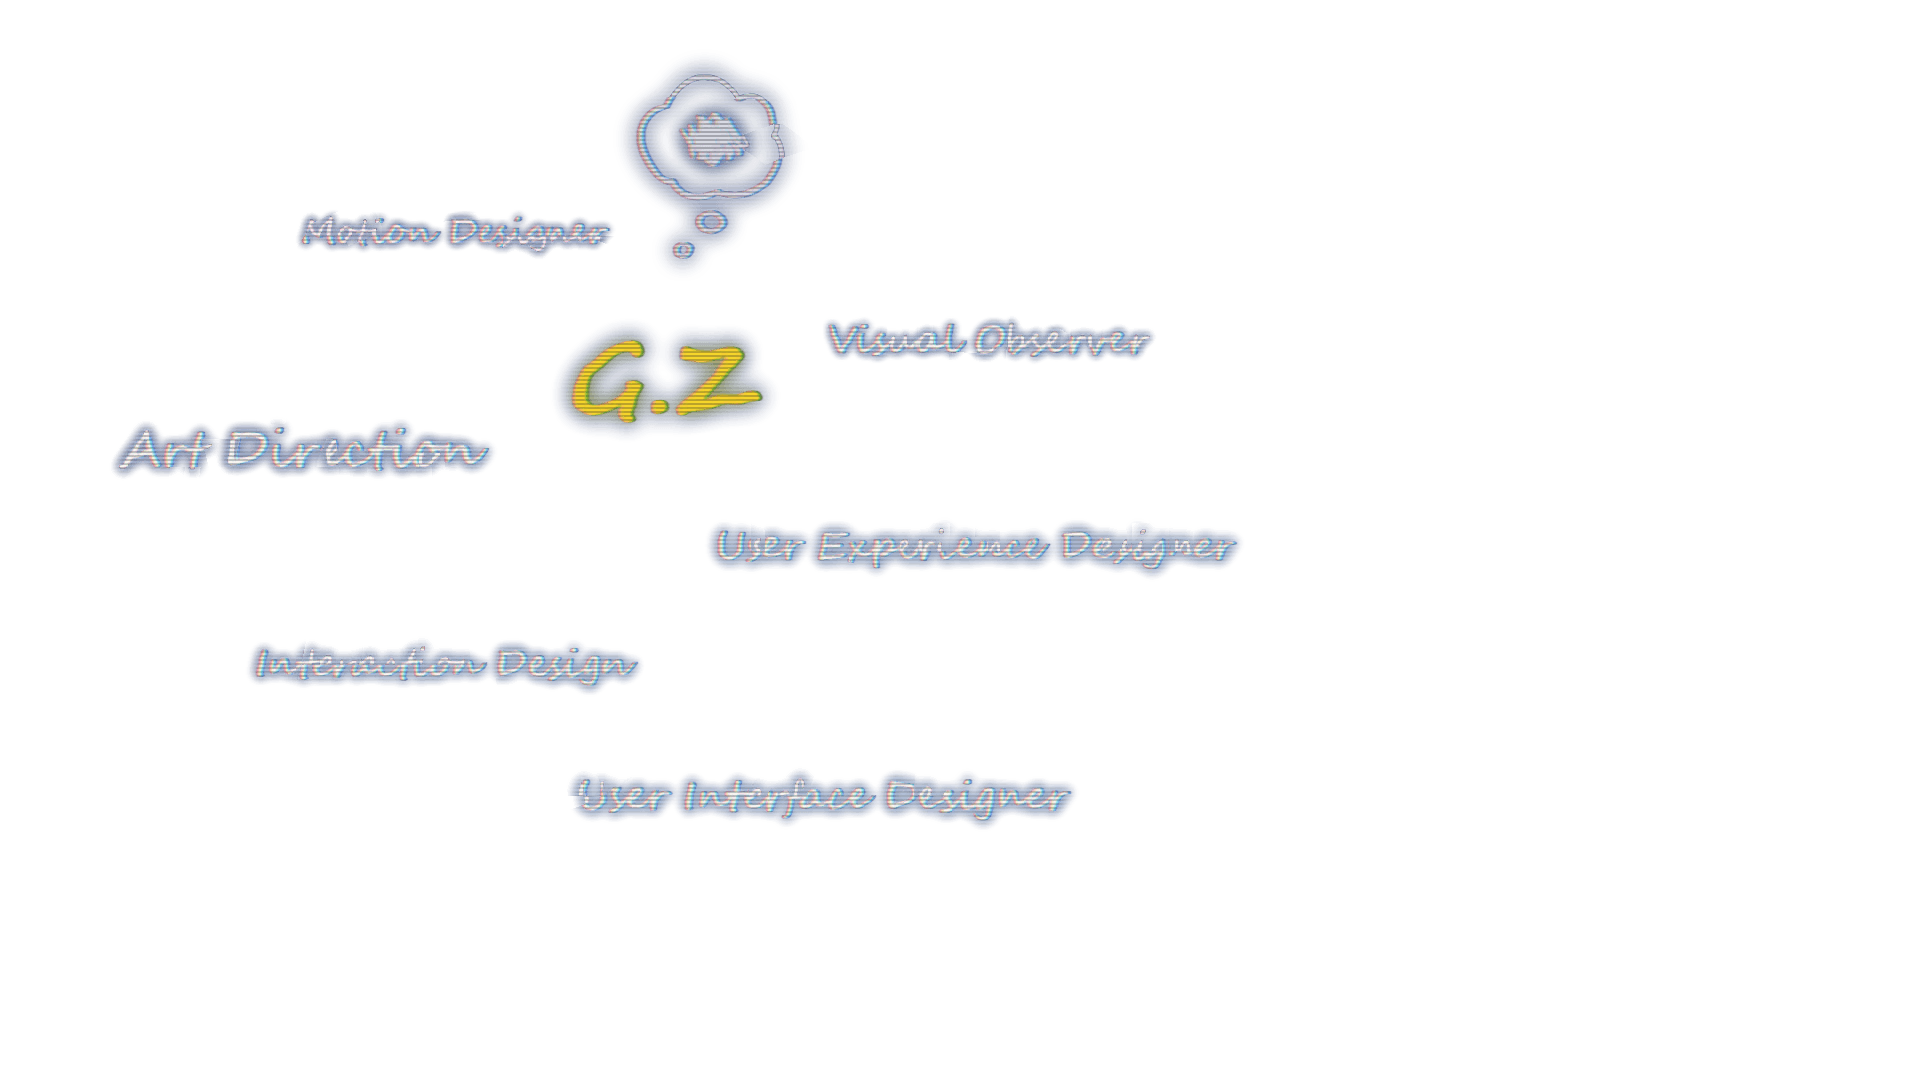 Motion Designer
Visual Observer
G.Z
Art Direction
User Experience Designer
Interaction Design
User Interface Designer